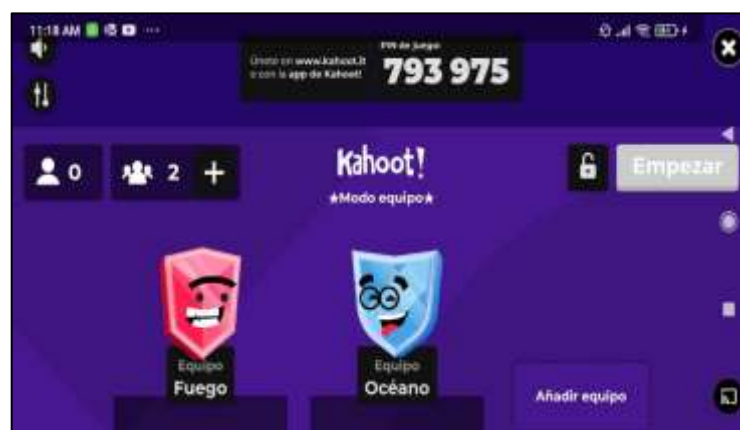 11:18 AM
PIN de juego
Únete en www.kahoot.it
o con la app de Kahoot!
793 975
0
2
+
Kahoot!
★Modo equipo★
Empezar
Equipo
Fuego
Equipo
Océano
Añadir equipo